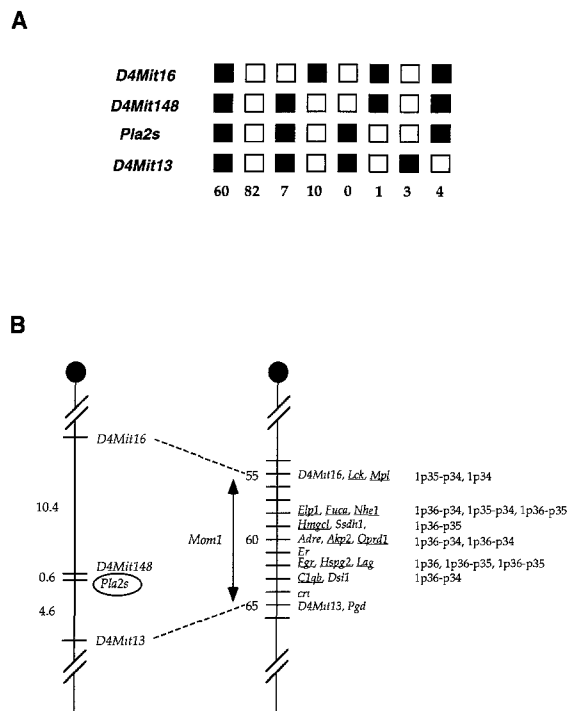 A
D4Mit16
D4Mit148
Pla2s
D4Mit13
60 82 7 10 0 1 3 4
B
D4Mit16
10.4
D4Mit148
0.6 Pla2s
4.6
D4Mit13
Mom1
55 D4Mit16, Lck, Mpl 1p35-p34, 1p34
Elp1, Fuca, Nhe1 1p36-p34, 1p35-p34, 1p36-p35
Hmgcl, Ssdh1, 1p36-p35
60 Adre, Akp2, Oprd1 1p36-p34, 1p36-p34
Er
Fgr, Hspg2, Lag 1p36, 1p36-p35, 1p36-p35
C1qb, Dsi1 1p36-p34
cri
65 D4Mit13, Pgd